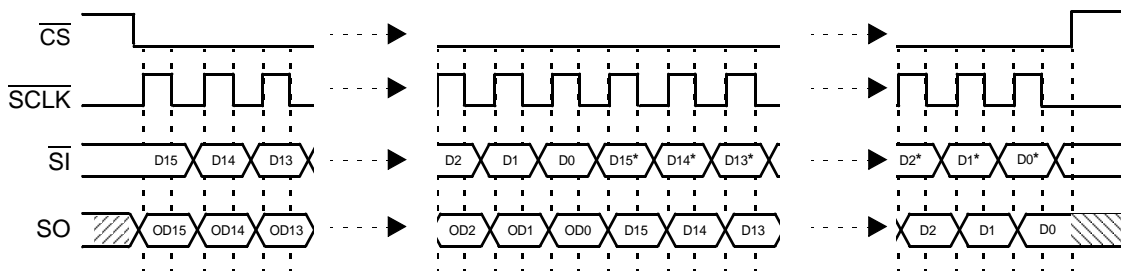 CS
SCLK
SI D15 D14 D13 D2 D1 D0 D15* D14* D13* D2* D1* D0*
SO OD15 OD14 OD13 OD2 OD1 OD0 D15 D14 D13 D2 D1 D0